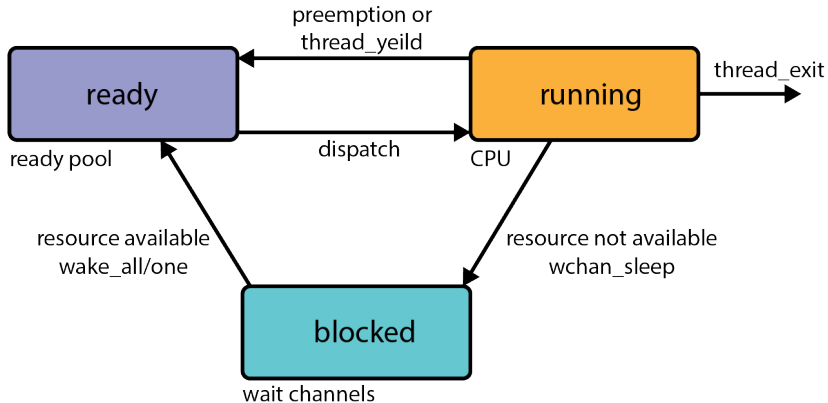 preemption or
thread_yeild
ready
running
thread_exit
dispatch
ready pool
CPU
resource available
wake_all/one
resource not available
wchan_sleep
blocked
wait channels